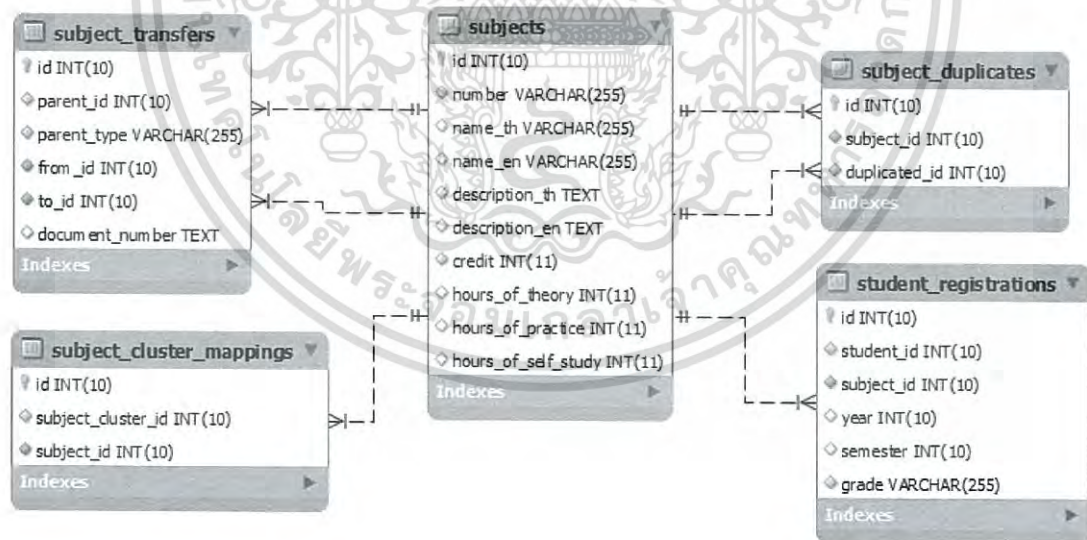 subject_transfers
id INT(10)
parent_id INT(10)
parent_type VARCHAR(255)
from_id INT(10)
to_id INT(10)
document_number TEXT
Indexes
subject_cluster_mappings
id INT(10)
subject_cluster_id INT(10)
subject_id INT(10)
Indexes
subjects
id INT(10)
number VARCHAR(255)
name_th VARCHAR(255)
name_en VARCHAR(255)
description_th TEXT
description_en TEXT
credit INT(11)
hours_of_theory INT(11)
hours_of_practice INT(11)
hours_of_self_study INT(11)
Indexes
subject_duplicates
id INT(10)
subject_id INT(10)
duplicated_id INT(10)
Indexes
student_registrations
id INT(10)
student_id INT(10)
subject_id INT(10)
year INT(10)
semester INT(10)
grade VARCHAR(255)
Indexes